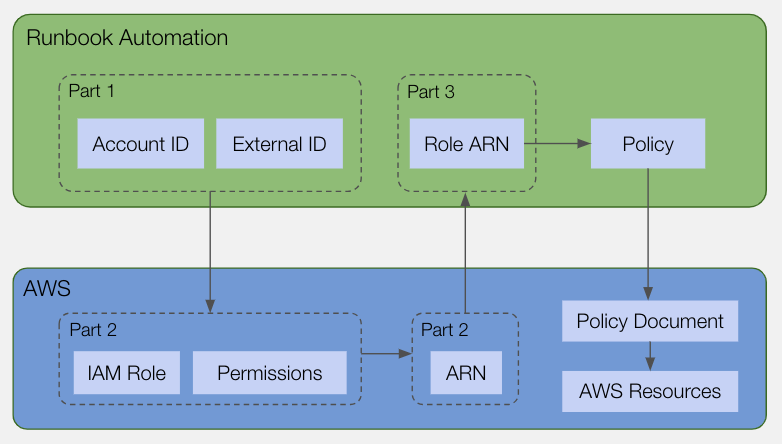 Runbook Automation
Part 1
Account ID
External ID
Part 3
Role ARN
Policy
AWS
Part 2
IAM Role
Permissions
Part 2
ARN
Policy Document
AWS Resources